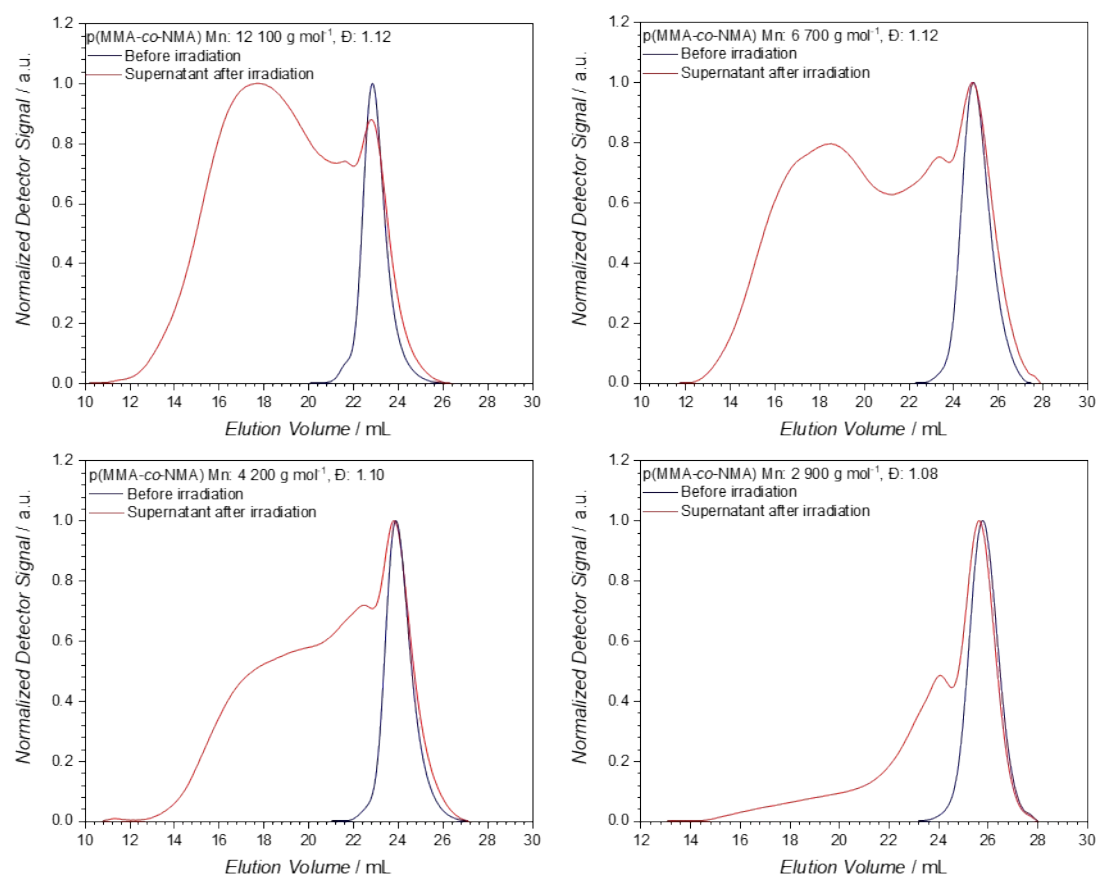 p(MMA-co-NMA) Mn: 12 100 g mol⁻¹, Đ: 1.12
Before irradiation
Supernatant after irradiation
Normalized Detector Signal / a.u.
1.2
1.0
0.8
0.6
0.4
0.2
0.0
10 12 14 16 18 20 22 24 26 28 30
Elution Volume / mL
p(MMA-co-NMA) Mn: 6 700 g mol⁻¹, Đ: 1.12
Before irradiation
Supernatant after irradiation
Normalized Detector Signal / a.u.
1.2
1.0
0.8
0.6
0.4
0.2
0.0
10 12 14 16 18 20 22 24 26 28 30
Elution Volume / mL
p(MMA-co-NMA) Mn: 4 200 g mol⁻¹, Đ: 1.10
Before irradiation
Supernatant after irradiation
Normalized Detector Signal / a.u.
1.2
1.0
0.8
0.6
0.4
0.2
0.0
10 12 14 16 18 20 22 24 26 28 30
Elution Volume / mL
p(MMA-co-NMA) Mn: 2 900 g mol⁻¹, Đ: 1.08
Before irradiation
Supernatant after irradiation
Normalized Detector Signal / a.u.
1.2
1.0
0.8
0.6
0.4
0.2
0.0
12 14 16 18 20 22 24 26 28 30
Elution Volume / mL